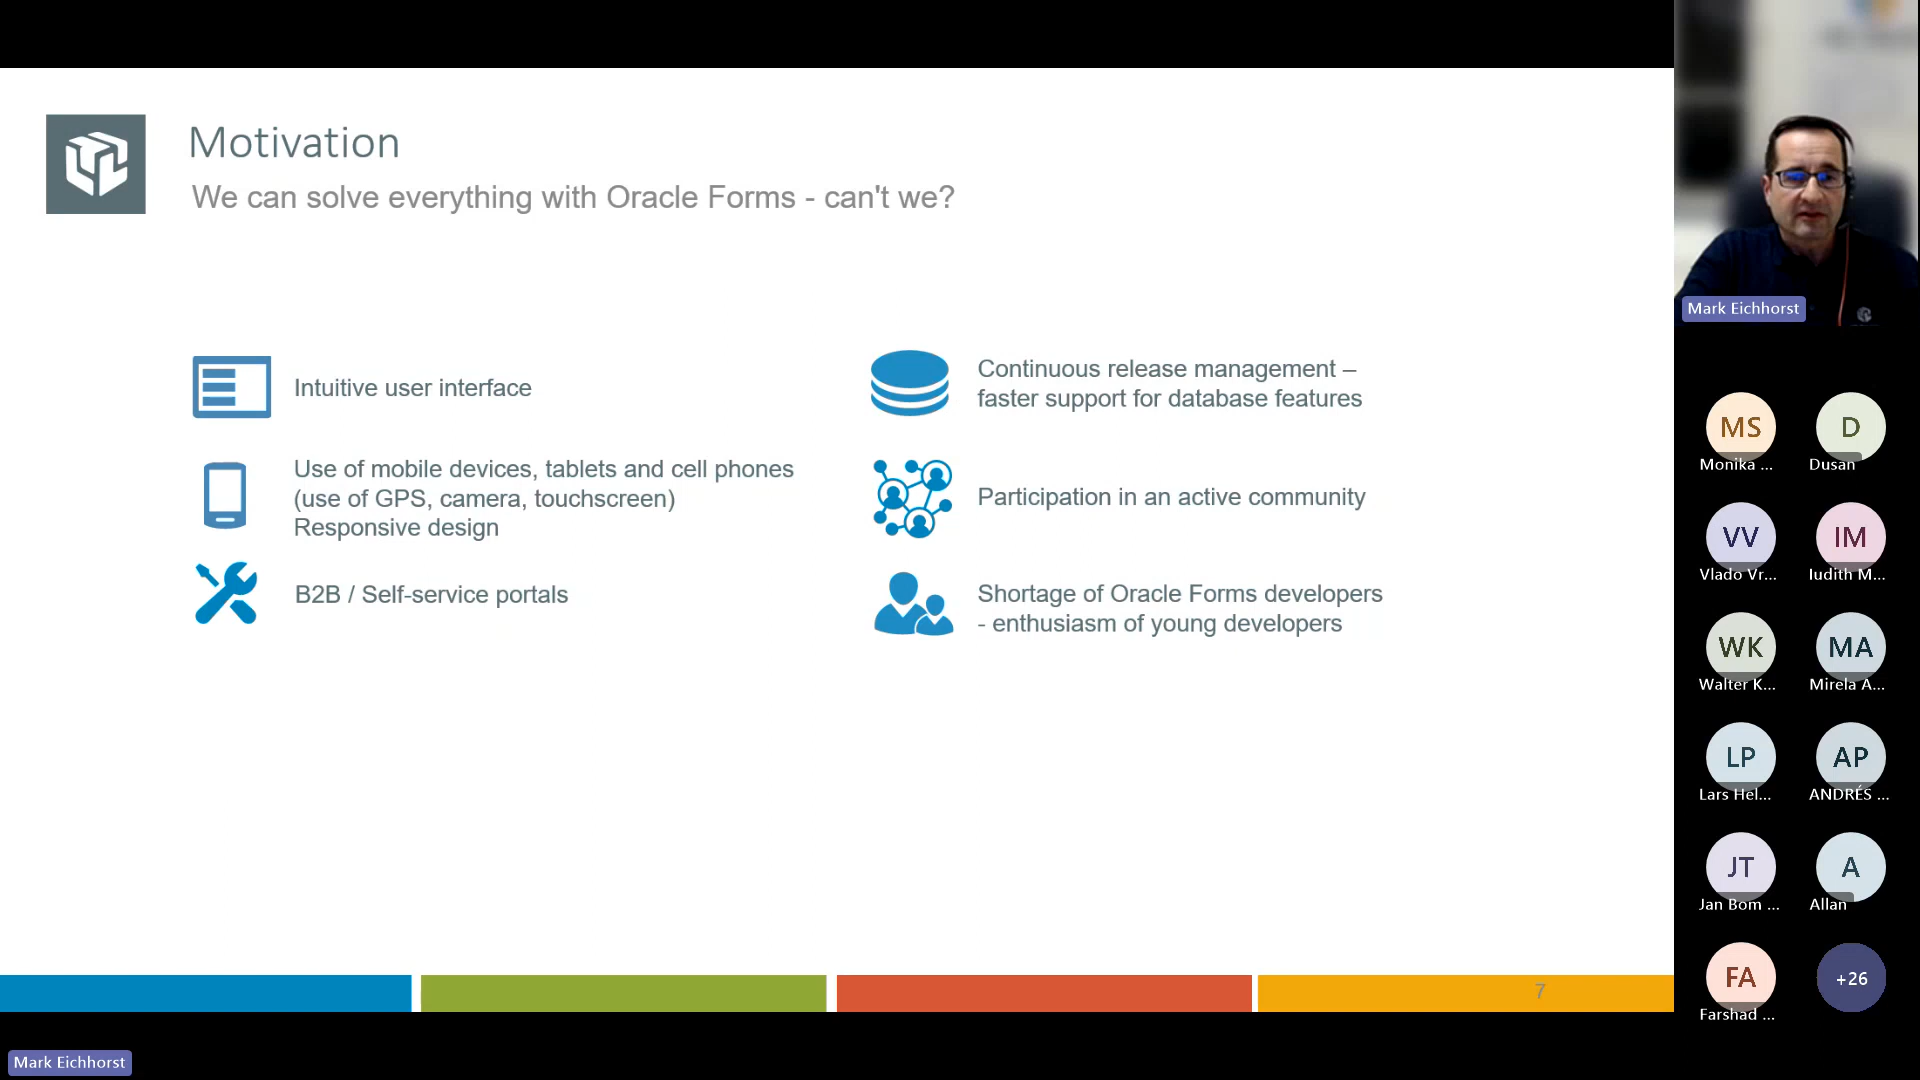 Motivation
We can solve everything with Oracle Forms - can't we?
Intuitive user interface
Use of mobile devices, tablets and cell phones
(use of GPS, camera, touchscreen)
Responsive design
B2B / Self-service portals
Continuous release management –
faster support for database features
Participation in an active community
Shortage of Oracle Forms developers
- enthusiasm of young developers
7
Mark Eichhorst
Mark Eichhorst
MS
Monika ...
D
Dusan
VV
Vlado Vr...
IM
Iudith M...
WK
Walter K...
MA
Mirela A...
LP
Lars Hel...
AP
ANDRÉS ...
JT
Jan Bom ...
A
Allan
FA
Farshad ...
+26